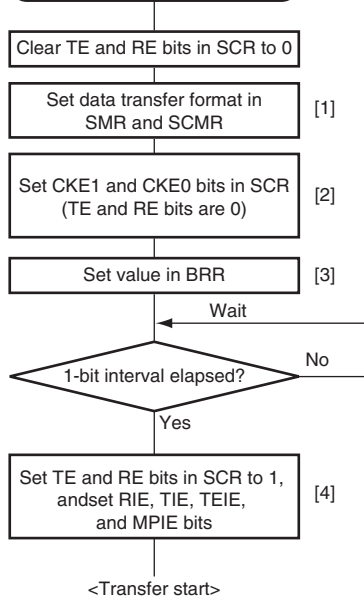 Clear TE and RE bits in SCR to 0
Set data transfer format in
SMR and SCMR
[1]
Set CKE1 and CKE0 bits in SCR
(TE and RE bits are 0)
[2]
Set value in BRR
[3]
Wait
1-bit interval elapsed?
No
Yes
Set TE and RE bits in SCR to 1,
andset RIE, TIE, TEIE,
and MPIE bits
[4]
<Transfer start>